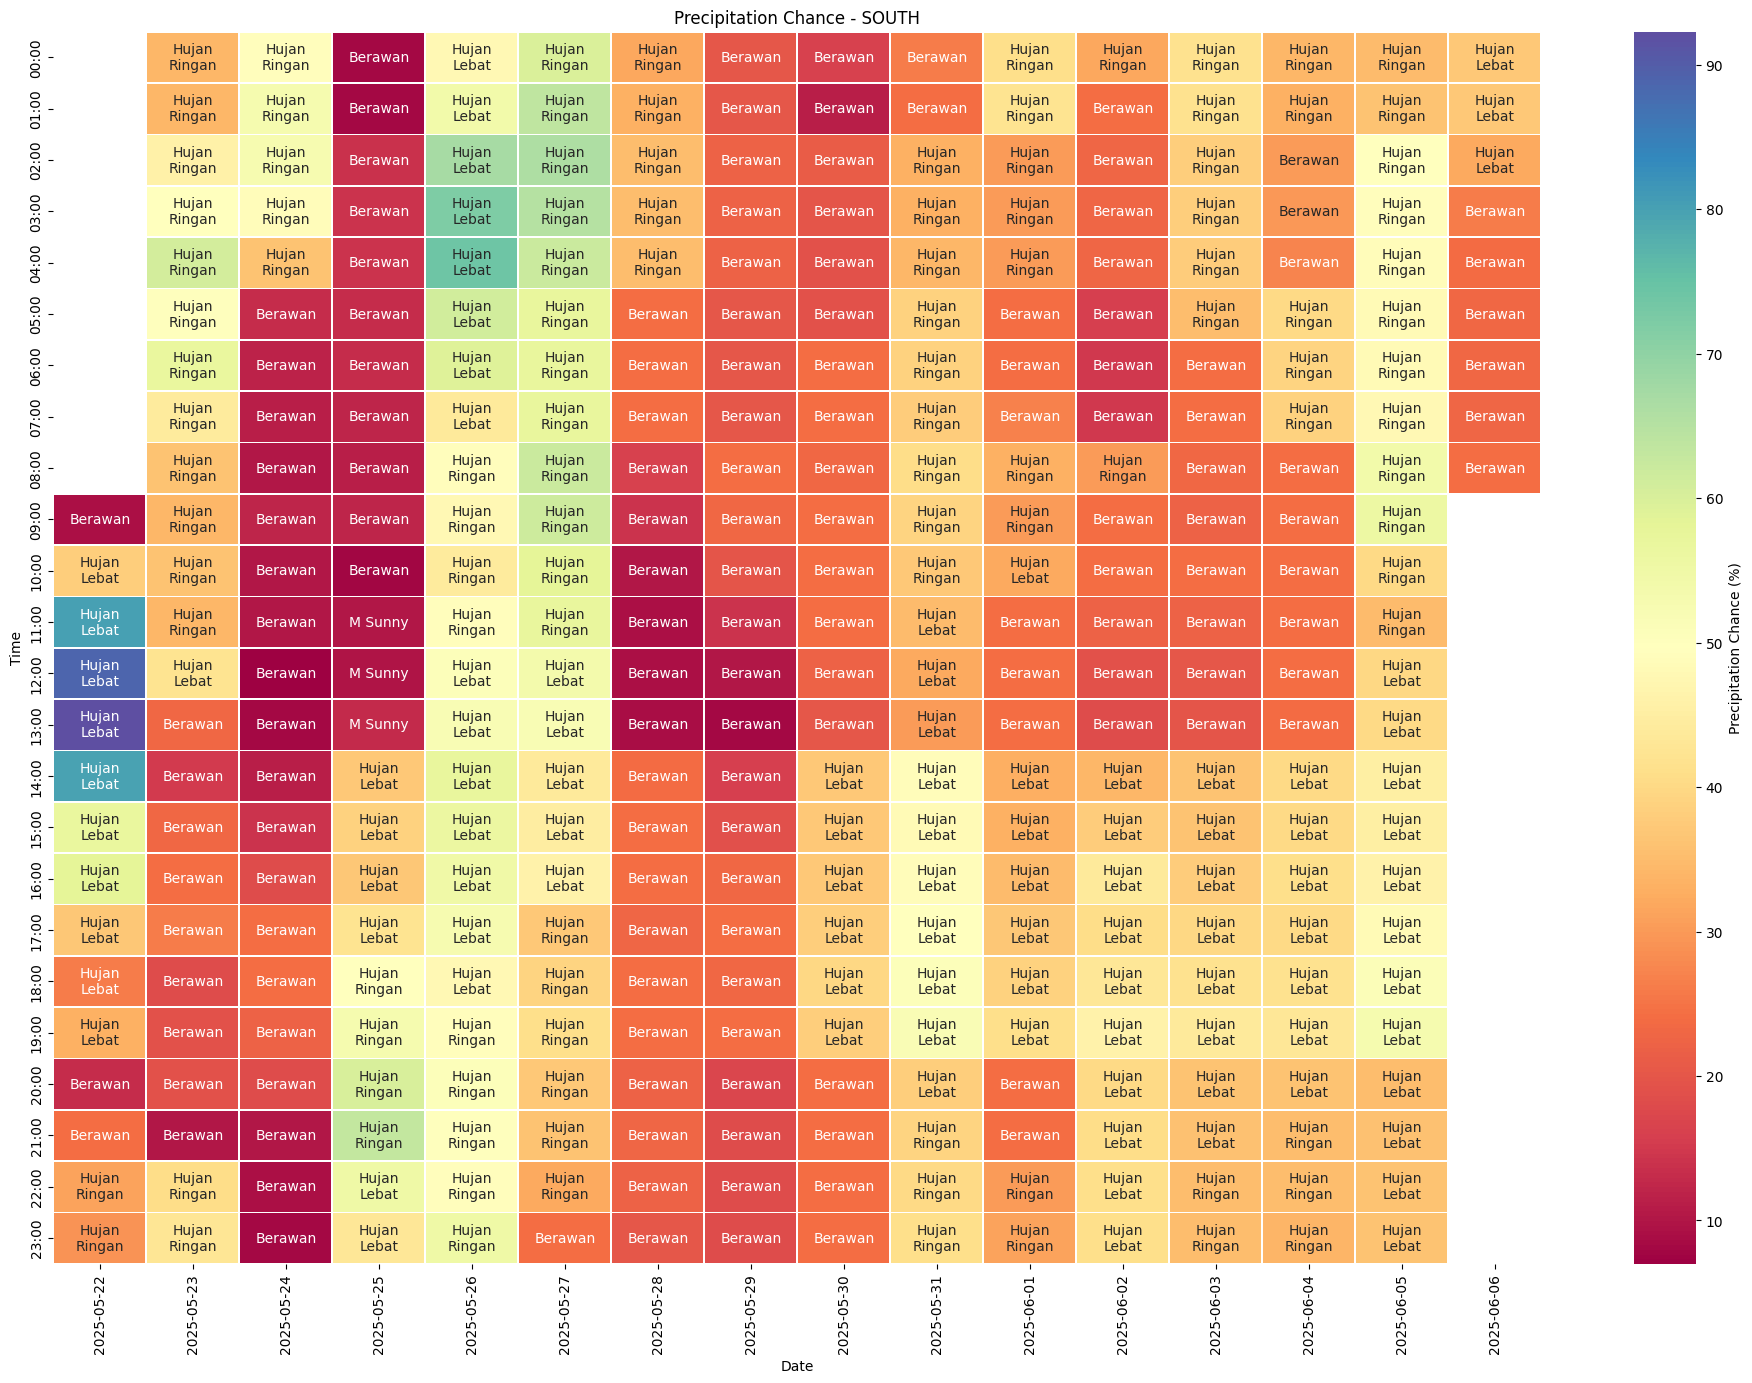 Precipitation Chance - SOUTH
00:00 Hujan Ringan Hujan Ringan Berawan Hujan Lebat Hujan Ringan Hujan Ringan Berawan Berawan Berawan Hujan Ringan Hujan Ringan Hujan Ringan Hujan Ringan Hujan Ringan Hujan Lebat
01:00 Hujan Ringan Hujan Ringan Berawan Hujan Lebat Hujan Ringan Hujan Ringan Berawan Berawan Berawan Hujan Ringan Berawan Hujan Ringan Hujan Ringan Hujan Ringan Hujan Lebat
02:00 Hujan Ringan Hujan Ringan Berawan Hujan Lebat Hujan Ringan Hujan Ringan Berawan Berawan Hujan Ringan Hujan Ringan Berawan Hujan Ringan Berawan Hujan Ringan Hujan Lebat
03:00 Hujan Ringan Hujan Ringan Berawan Hujan Lebat Hujan Ringan Hujan Ringan Berawan Berawan Hujan Ringan Hujan Ringan Berawan Hujan Ringan Berawan Hujan Ringan Berawan
04:00 Hujan Ringan Hujan Ringan Berawan Hujan Lebat Hujan Ringan Hujan Ringan Berawan Berawan Hujan Ringan Hujan Ringan Berawan Hujan Ringan Berawan Hujan Ringan Berawan
05:00 Hujan Ringan Berawan Berawan Hujan Lebat Hujan Ringan Berawan Berawan Berawan Hujan Ringan Berawan Berawan Hujan Ringan Hujan Ringan Hujan Ringan Berawan
06:00 Hujan Ringan Berawan Berawan Hujan Lebat Hujan Ringan Berawan Berawan Berawan Hujan Ringan Berawan Berawan Berawan Hujan Ringan Hujan Ringan Berawan
07:00 Hujan Ringan Berawan Berawan Hujan Lebat Hujan Ringan Berawan Berawan Berawan Hujan Ringan Berawan Berawan Berawan Hujan Ringan Hujan Ringan Berawan
08:00 Hujan Ringan Berawan Berawan Hujan Ringan Hujan Ringan Berawan Berawan Berawan Hujan Ringan Hujan Ringan Hujan Ringan Berawan Berawan Hujan Ringan Berawan
09:00 Berawan Hujan Ringan Berawan Berawan Hujan Ringan Hujan Ringan Berawan Berawan Berawan Hujan Ringan Hujan Ringan Berawan Berawan Berawan Hujan Ringan
10:00 Hujan Lebat Hujan Ringan Berawan Berawan Hujan Ringan Hujan Ringan Berawan Berawan Berawan Hujan Ringan Hujan Lebat Berawan Berawan Berawan Hujan Ringan
11:00 Hujan Lebat Hujan Ringan Berawan M Sunny Hujan Ringan Hujan Ringan Berawan Berawan Berawan Hujan Lebat Berawan Berawan Berawan Berawan Hujan Ringan
12:00 Hujan Lebat Hujan Lebat Berawan M Sunny Hujan Lebat Hujan Lebat Berawan Berawan Berawan Hujan Lebat Berawan Berawan Berawan Berawan Hujan Lebat
13:00 Hujan Lebat Berawan Berawan M Sunny Hujan Lebat Hujan Lebat Berawan Berawan Berawan Hujan Lebat Berawan Berawan Berawan Berawan Hujan Lebat
14:00 Hujan Lebat Berawan Berawan Hujan Lebat Hujan Lebat Hujan Lebat Berawan Berawan Hujan Lebat Hujan Lebat Hujan Lebat Hujan Lebat Hujan Lebat Hujan Lebat Hujan Lebat
15:00 Hujan Lebat Berawan Berawan Hujan Lebat Hujan Lebat Hujan Lebat Berawan Berawan Hujan Lebat Hujan Lebat Hujan Lebat Hujan Lebat Hujan Lebat Hujan Lebat Hujan Lebat
16:00 Hujan Lebat Berawan Berawan Hujan Lebat Hujan Lebat Hujan Lebat Berawan Berawan Hujan Lebat Hujan Lebat Hujan Lebat Hujan Lebat Hujan Lebat Hujan Lebat Hujan Lebat
17:00 Hujan Lebat Berawan Berawan Hujan Lebat Hujan Lebat Hujan Ringan Berawan Berawan Hujan Lebat Hujan Lebat Hujan Lebat Hujan Lebat Hujan Lebat Hujan Lebat Hujan Lebat
18:00 Hujan Lebat Berawan Berawan Hujan Ringan Hujan Lebat Hujan Ringan Berawan Berawan Hujan Lebat Hujan Lebat Hujan Lebat Hujan Lebat Hujan Lebat Hujan Lebat Hujan Lebat
19:00 Hujan Lebat Berawan Berawan Hujan Ringan Hujan Ringan Hujan Ringan Berawan Berawan Hujan Lebat Hujan Lebat Hujan Lebat Hujan Lebat Hujan Lebat Hujan Lebat Hujan Lebat
20:00 Berawan Berawan Berawan Hujan Ringan Hujan Ringan Hujan Ringan Berawan Berawan Berawan Hujan Lebat Berawan Hujan Lebat Hujan Lebat Hujan Lebat Hujan Lebat
21:00 Berawan Berawan Berawan Hujan Ringan Hujan Ringan Hujan Ringan Berawan Berawan Berawan Hujan Ringan Berawan Hujan Lebat Hujan Lebat Hujan Ringan Hujan Lebat
22:00 Hujan Ringan Hujan Ringan Berawan Hujan Lebat Hujan Ringan Hujan Ringan Berawan Berawan Berawan Hujan Ringan Hujan Ringan Hujan Lebat Hujan Ringan Hujan Ringan Hujan Lebat
23:00 Hujan Ringan Hujan Ringan Berawan Hujan Lebat Hujan Ringan Berawan Berawan Berawan Berawan Hujan Ringan Hujan Ringan Hujan Lebat Hujan Ringan Hujan Ringan Hujan Lebat
Time
2025-05-22 2025-05-23 2025-05-24 2025-05-25 2025-05-26 2025-05-27 2025-05-28 2025-05-29 2025-05-30 2025-05-31 2025-06-01 2025-06-02 2025-06-03 2025-06-04 2025-06-05 2025-06-06
Date
90
80
70
60
50
40
30
20
10
Precipitation Chance (%)